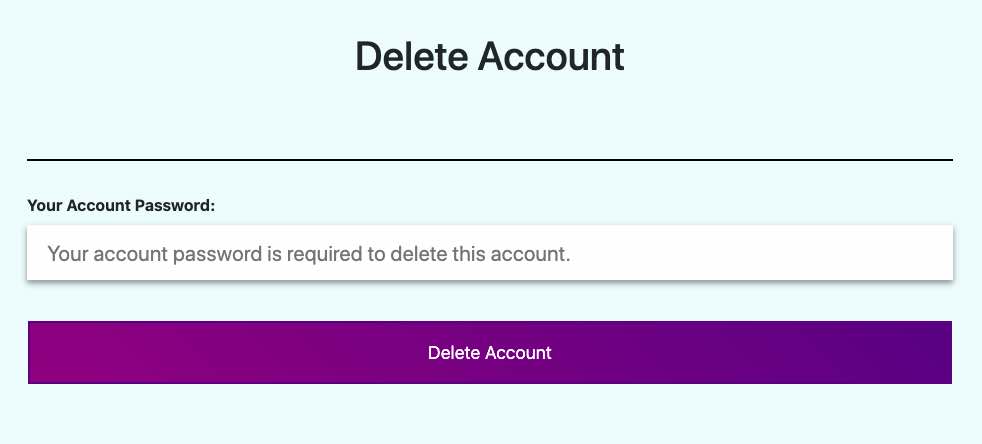 Delete Account
Your Account Password:
Your account password is required to delete this account.
Delete Account